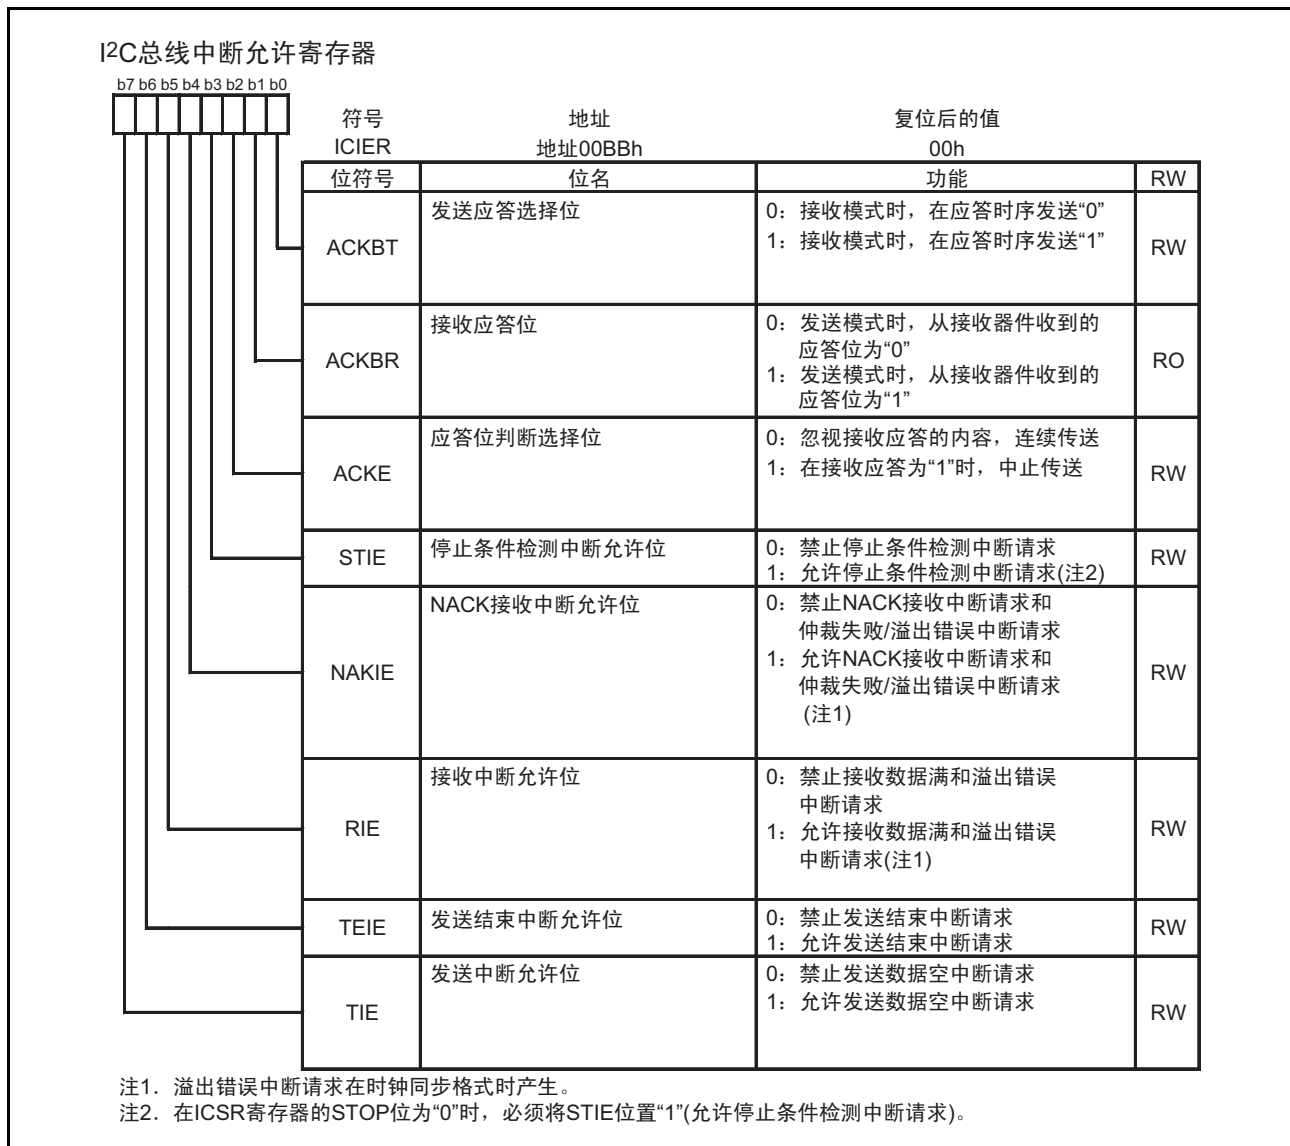 I²C总线中断允许寄存器
b7 b6 b5 b4 b3 b2 b1 b0
符号 地址 复位后的值
ICIER 地址00BBh 00h
位符号 位名 功能 RW
ACKBT 发送应答选择位 RW
0：接收模式时，在应答时序发送“0”
1：接收模式时，在应答时序发送“1”
ACKBR 接收应答位 RO
0：发送模式时，从接收器件收到的
应答位为“0”
1：发送模式时，从接收器件收到的
应答位为“1”
ACKE 应答位判断选择位 RW
0：忽视接收应答的内容，连续传送
1：在接收应答为“1”时，中止传送
STIE 停止条件检测中断允许位 RW
0：禁止停止条件检测中断请求
1：允许停止条件检测中断请求(注2)
NAKIE NACK接收中断允许位 RW
0：禁止NACK接收中断请求和
仲裁失败/溢出错误中断请求
1：允许NACK接收中断请求和
仲裁失败/溢出错误中断请求
(注1)
RIE 接收中断允许位 RW
0：禁止接收数据满和溢出错误
中断请求
1：允许接收数据满和溢出错误
中断请求(注1)
TEIE 发送结束中断允许位 RW
0：禁止发送结束中断请求
1：允许发送结束中断请求
TIE 发送中断允许位 RW
0：禁止发送数据空中断请求
1：允许发送数据空中断请求
注1．溢出错误中断请求在时钟同步格式时产生。
注2．在ICSR寄存器的STOP位为“0”时，必须将STIE位置“1”(允许停止条件检测中断请求)。